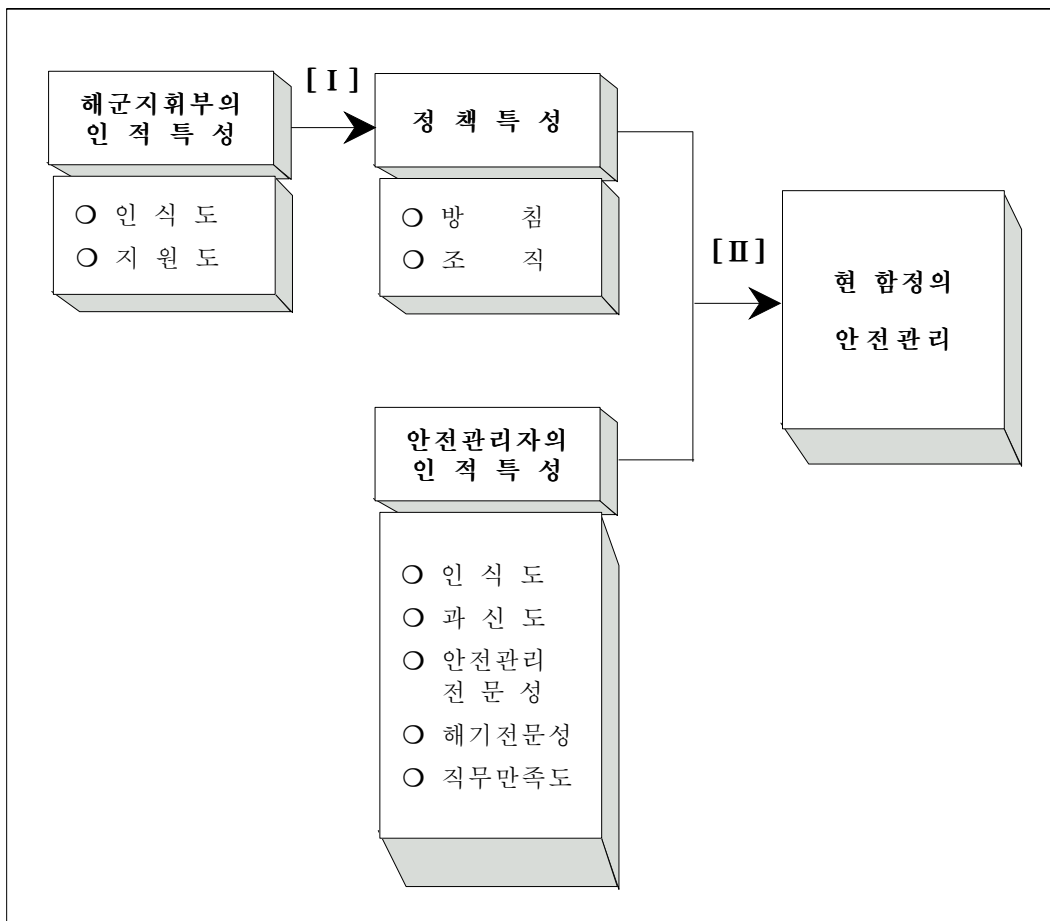 해군지휘부의
인 적 특 성
○ 인 식 도
○ 지 원 도
[ I ]
정 책 특 성
○ 방 침
○ 조 직
안전관리자의
인 적 특 성
○ 인 식 도
○ 과 신 도
○ 안전관리
전 문 성
○ 해기전문성
○ 직무만족도
[ Ⅱ ]
현 함정의
안전관리